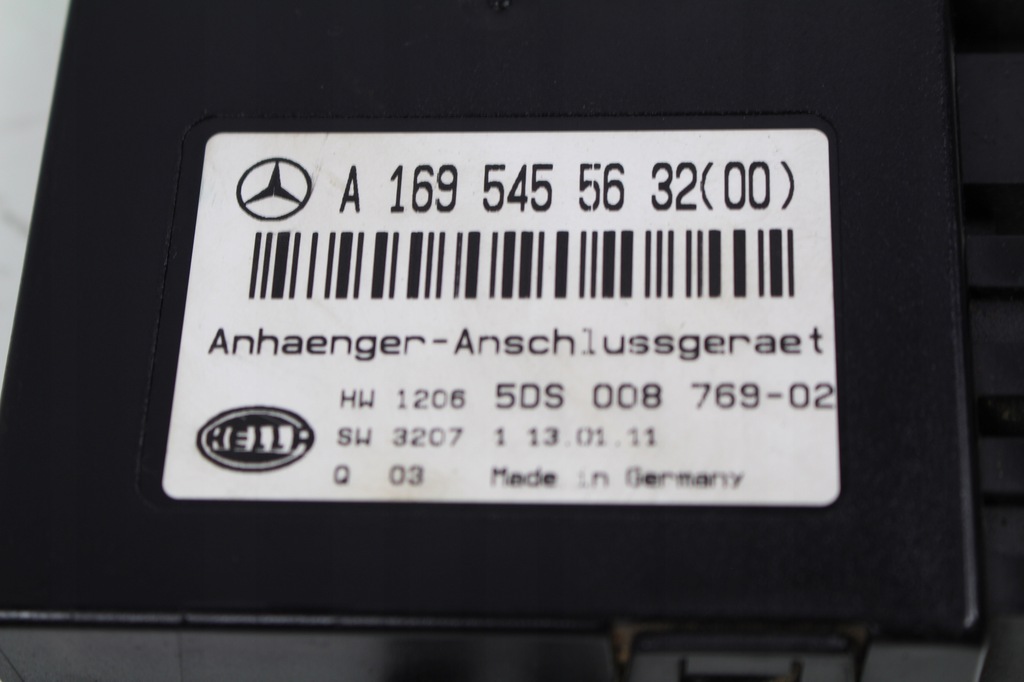 A 169 545 56 32(00)
Anhaenger-Anschlussgeraet
HW 1206 5DS 008 769-02
HELLA
SW 3207 1 13.01.11
Q 03 Made in Germany